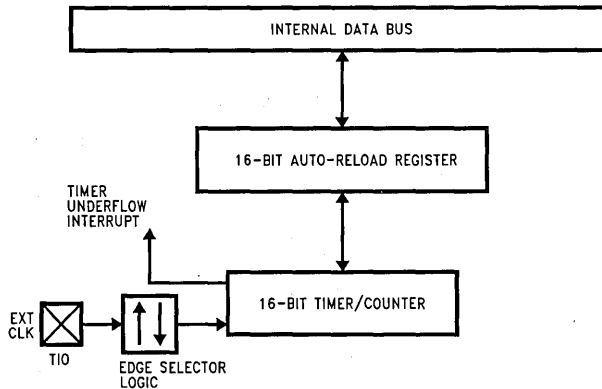 INTERNAL DATA BUS
16-BIT AUTO-RELOAD REGISTER
TIMER
UNDERFLOW
INTERRUPT
16-BIT TIMER/COUNTER
EXT
CLK
TIO
EDGE SELECTOR
LOGIC